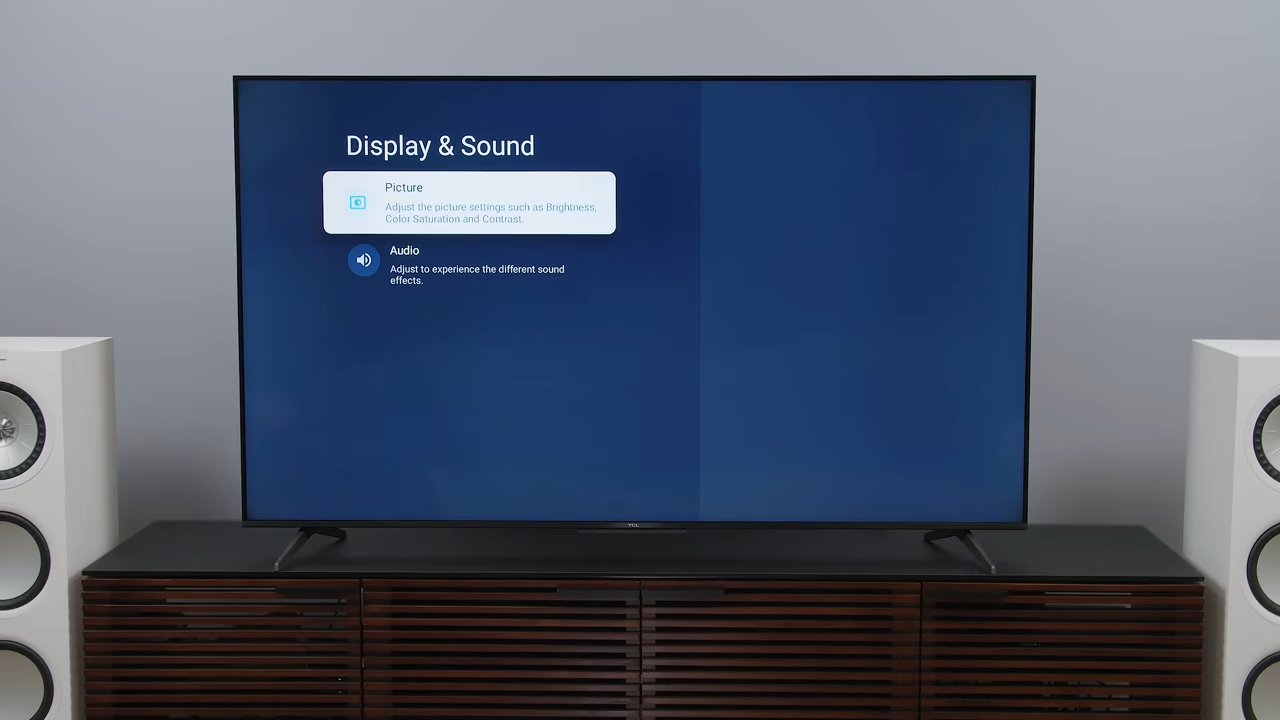 Display & Sound
Picture
Adjust the picture settings such as Brightness,
Color Saturation and Contrast.
Audio
Adjust to experience the different sound
effects.
TCL